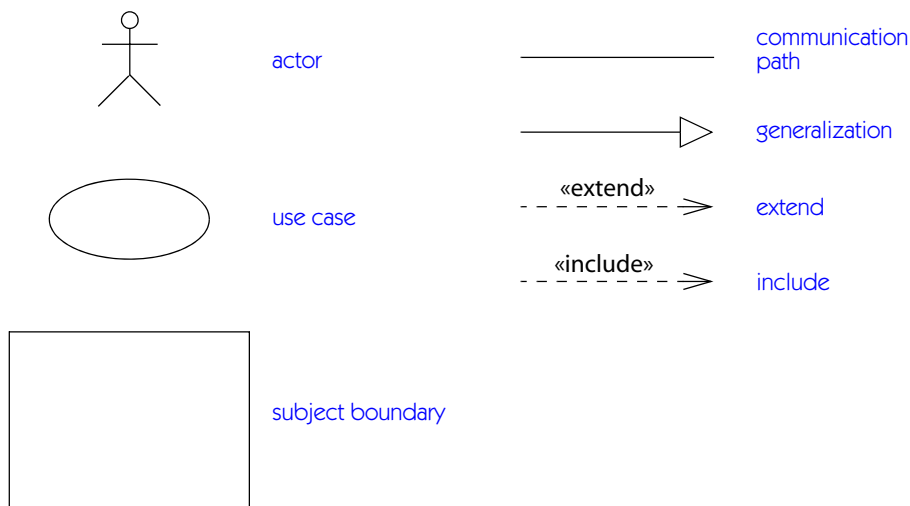 actor
use case
subject boundary
communication
path
generalization
«extend»
extend
«include»
include